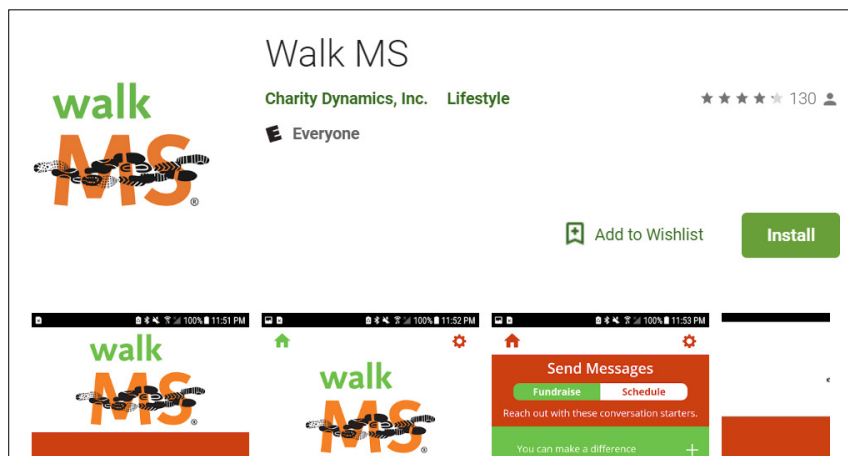 Walk MS
walk
MS
®
Charity Dynamics, Inc. Lifestyle
130
E Everyone
Add to Wishlist
Install
100% 11:51 PM
walk
MS
®
100% 11:52 PM
walk
MS
100% 11:53 PM
Send Messages
Fundraise Schedule
Reach out with these conversation starters.
You can make a difference +